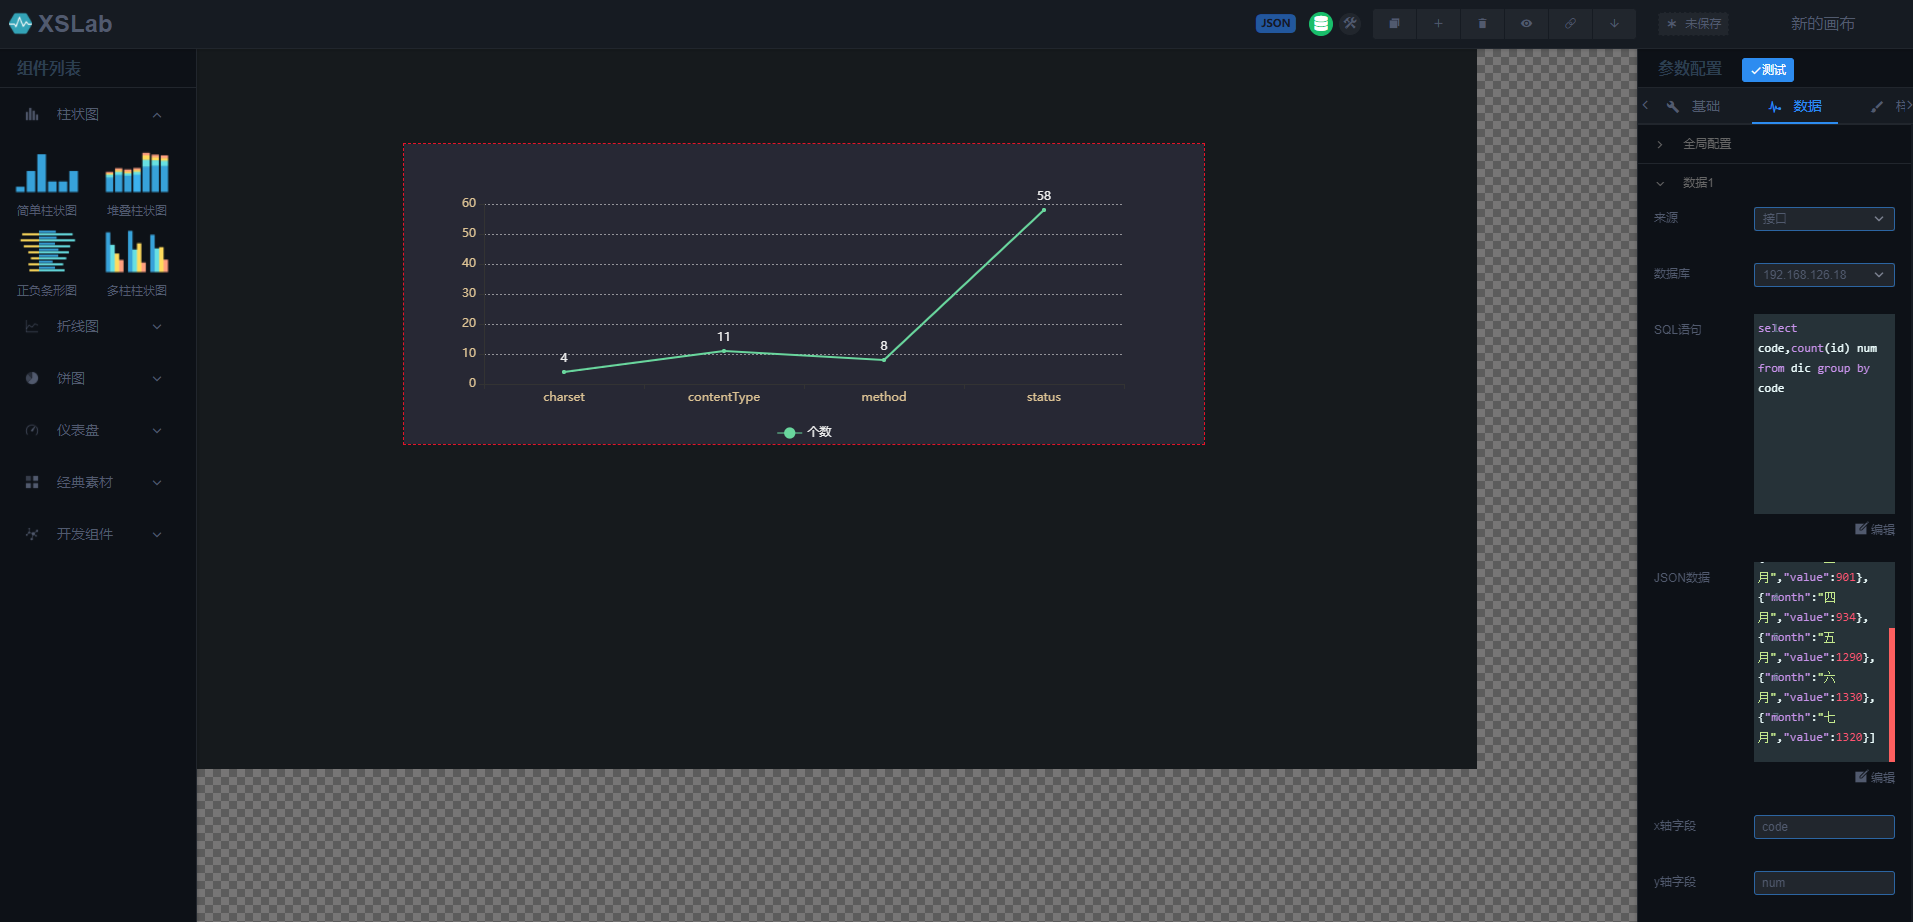 XSLab
JSON
未保存
新的画布
组件列表
柱状图
简单柱状图
堆叠柱状图
正负条形图
多柱柱状图
折线图
饼图
仪表盘
经典素材
开发组件
60
50
40
30
20
10
0
4
11
8
58
charset
contentType
method
status
个数
参数配置
测试
基础
数据
全局配置
数据1
来源
接口
数据库
192.168.126.18
SQL语句
select
code,count(id) num
from dic group by
code
编辑
JSON数据
月","value":901},
{"month":"四
月","value":934},
{"month":"五
月","value":1290},
{"month":"六
月","value":1330},
{"month":"七
月","value":1320}]
编辑
x轴字段
code
y轴字段
num